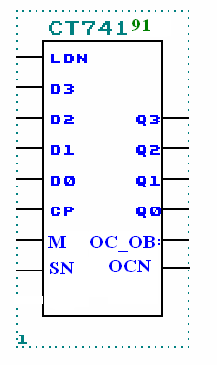 CT74191
LDN
D3
D2 Q3
D1 Q2
D0 Q1
CP Q0
M OC_OB
SN OCN
1